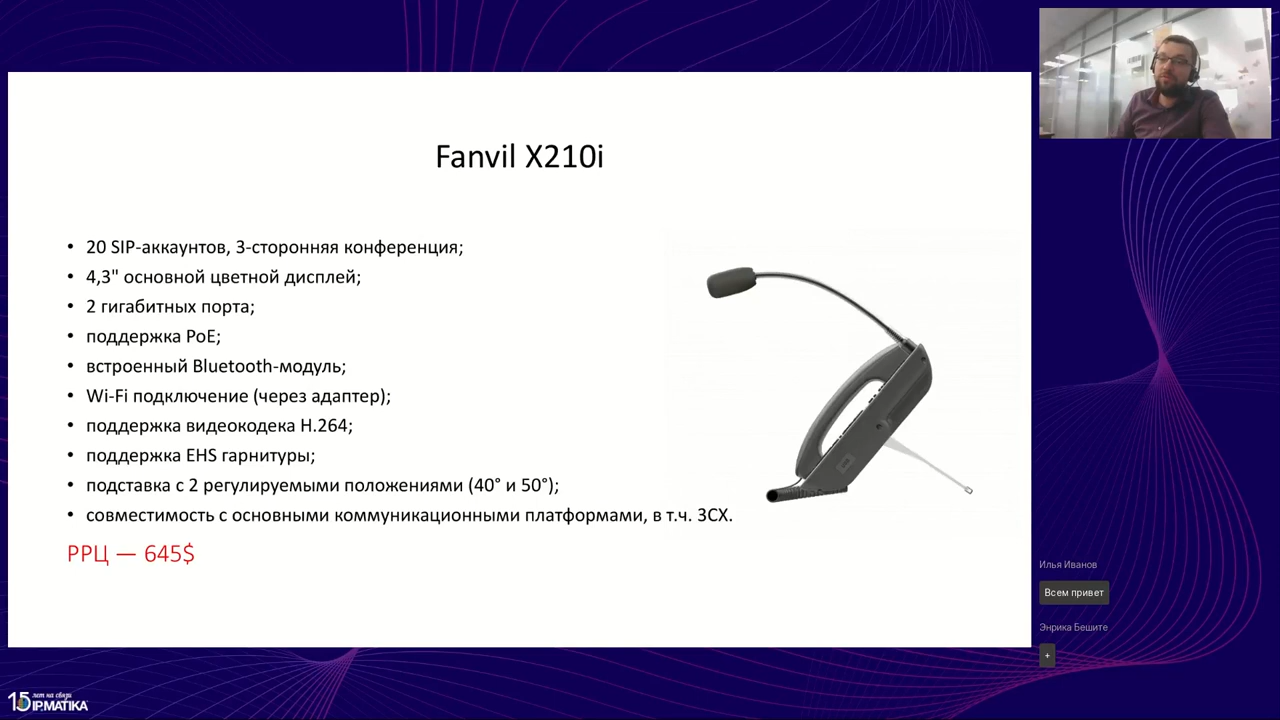 Fanvil X210i
• 20 SIP-аккаунтов, 3-сторонняя конференция;
• 4,3" основной цветной дисплей;
• 2 гигабитных порта;
• поддержка PoE;
• встроенный Bluetooth-модуль;
• Wi-Fi подключение (через адаптер);
• поддержка видеокодека H.264;
• поддержка EHS гарнитуры;
• подставка с 2 регулируемыми положениями (40° и 50°);
• совместимость с основными коммуникационными платформами, в т.ч. 3CX.
РРЦ — 645$
Илья Иванов
Всем привет
Энрика Бешите
+
15 лет на связи
IPMATIKA